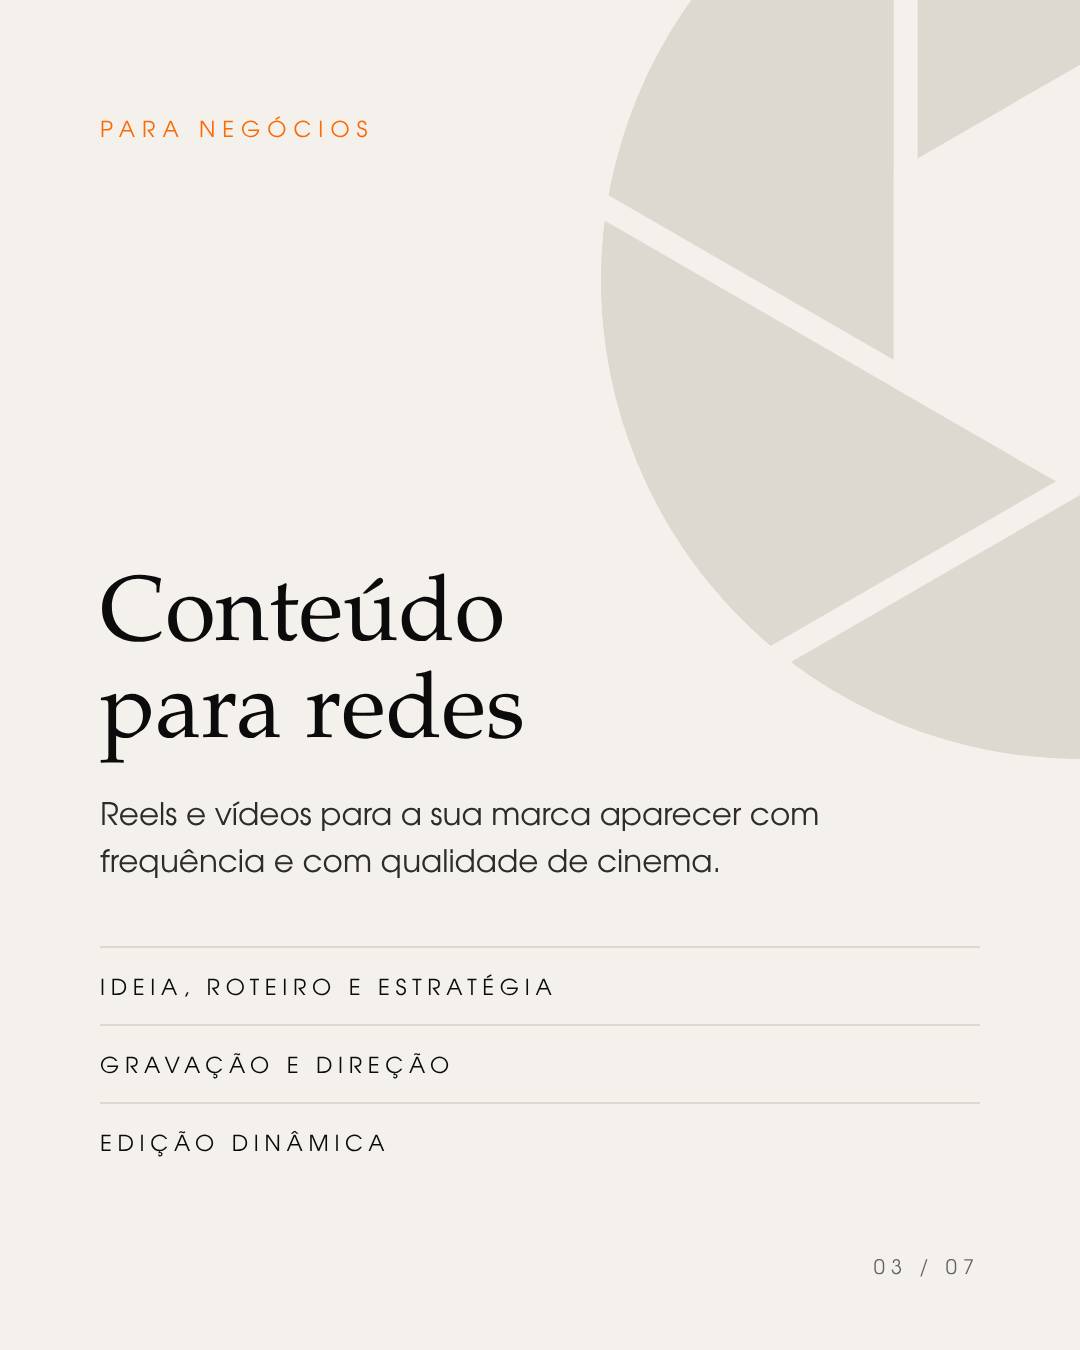 PARA NEGÓCIOS
Conteúdo
para redes
Reels e vídeos para a sua marca aparecer com
frequência e com qualidade de cinema.
IDEIA, ROTEIRO E ESTRATÉGIA
GRAVAÇÃO E DIREÇÃO
EDIÇÃO DINÂMICA
03 / 07